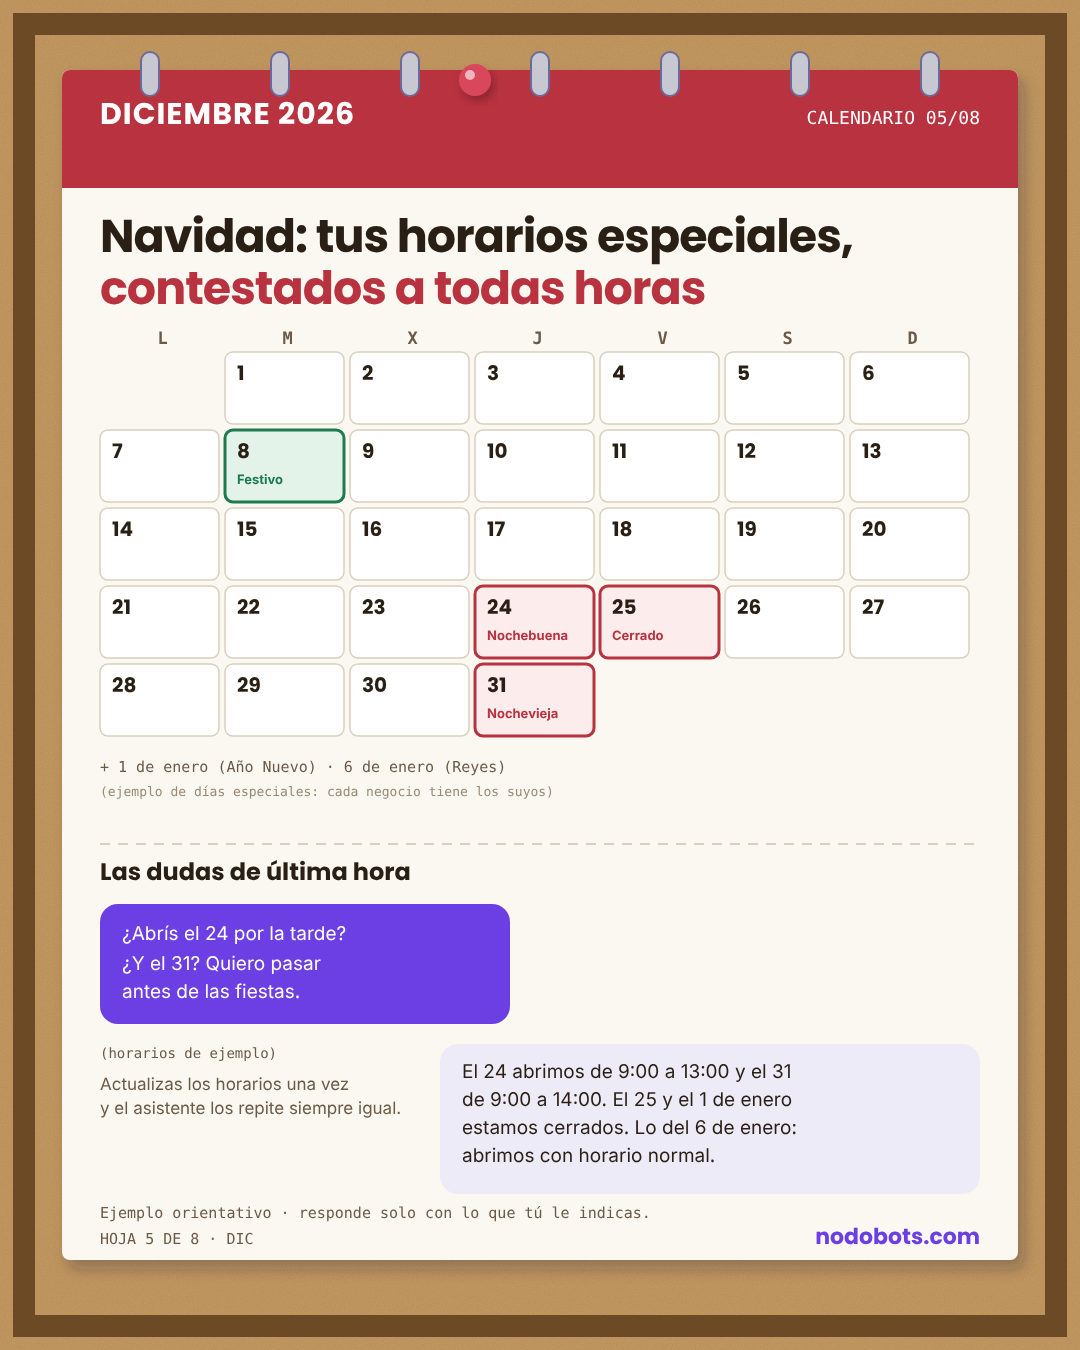 DICIEMBRE 2026
CALENDARIO 05/08
Navidad: tus horarios especiales,
contestados a todas horas
L M X J V S D
1 2 3 4 5 6
7 8 9 10 11 12 13
Festivo
14 15 16 17 18 19 20
21 22 23 24 25 26 27
Nochebuena Cerrado
28 29 30 31
Nochevieja
+ 1 de enero (Año Nuevo) · 6 de enero (Reyes)
(ejemplo de días especiales: cada negocio tiene los suyos)
Las dudas de última hora
¿Abrís el 24 por la tarde?
¿Y el 31? Quiero pasar
antes de las fiestas.
(horarios de ejemplo)
Actualizas los horarios una vez
y el asistente los repite siempre igual.
El 24 abrimos de 9:00 a 13:00 y el 31
de 9:00 a 14:00. El 25 y el 1 de enero
estamos cerrados. Lo del 6 de enero:
abrimos con horario normal.
Ejemplo orientativo · responde solo con lo que tú le indicas.
HOJA 5 DE 8 · DIC
nodobots.com